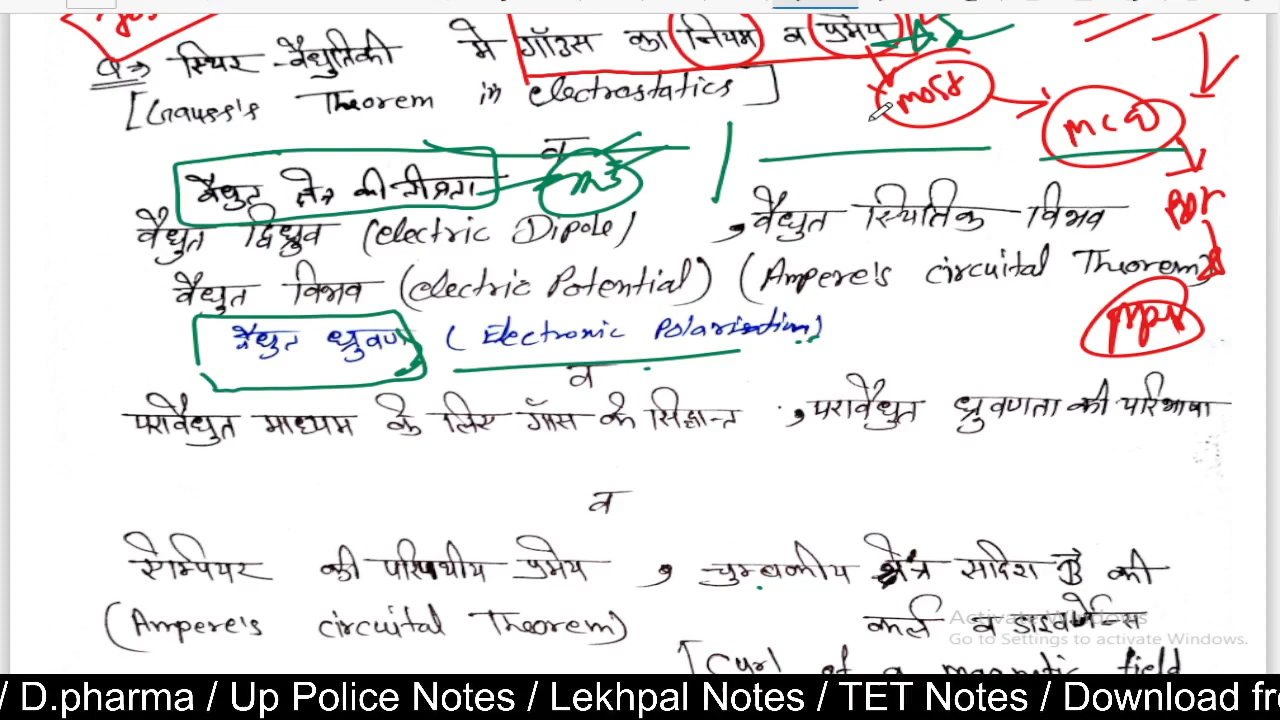 Q→ स्थिर-वैधुतिकी में गॉउस का नियम व प्रमेय
[Gauss's Theorem in electrostatics]
most
MCQ
व
वैधुत क्षेत्र की तीव्रता
वैधुत द्विध्रुव (electric Dipole), वैधुत स्थितिक विभव
वैधुत विभव (electric Potential) (Ampere's circuital Theorem)
वैधुत ध्रुवण (Electronic Polarisation)
व
परावैधुत माध्यम के लिए गॉस के सिद्धान्त, परावैधुत ध्रुवणता की परिभाषा
व
ऐम्पियर की परिपथीय प्रमेय, चुम्बकीय क्षेत्र सदिश B की
(Ampere's circuital Theorem) कर्ल व डाइवर्जेन्स
Activate Windows
Go to Settings to activate Windows.
[Curl of a magnetic field
/ D.pharma / Up Police Notes / Lekhpal Notes / TET Notes / Download fr